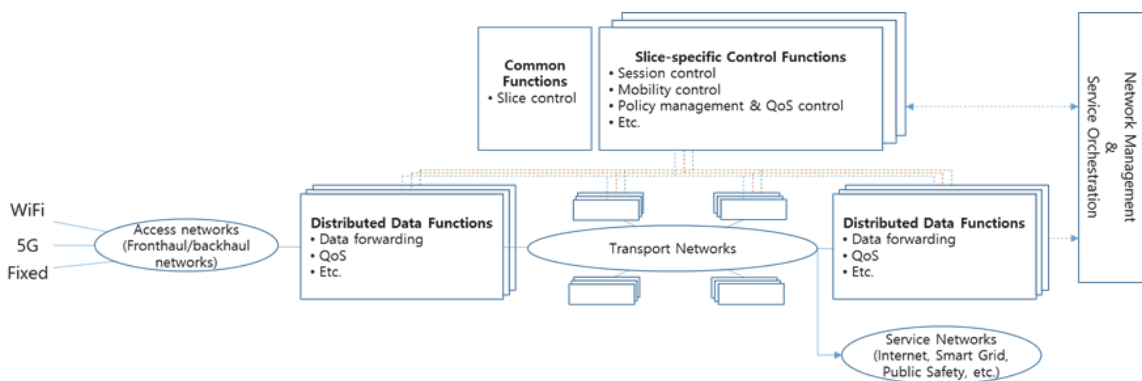 Common
Functions
• Slice control
Slice-specific Control Functions
• Session control
• Mobility control
• Policy management & QoS control
• Etc.
Network Management
&
Service Orchestration
WiFi
5G
Fixed
Access networks
(Fronthaul/backhaul
networks)
Distributed Data Functions
• Data forwarding
• QoS
• Etc.
Transport Networks
Distributed Data Functions
• Data forwarding
• QoS
• Etc.
Service Networks
(Internet, Smart Grid,
Public Safety, etc.)